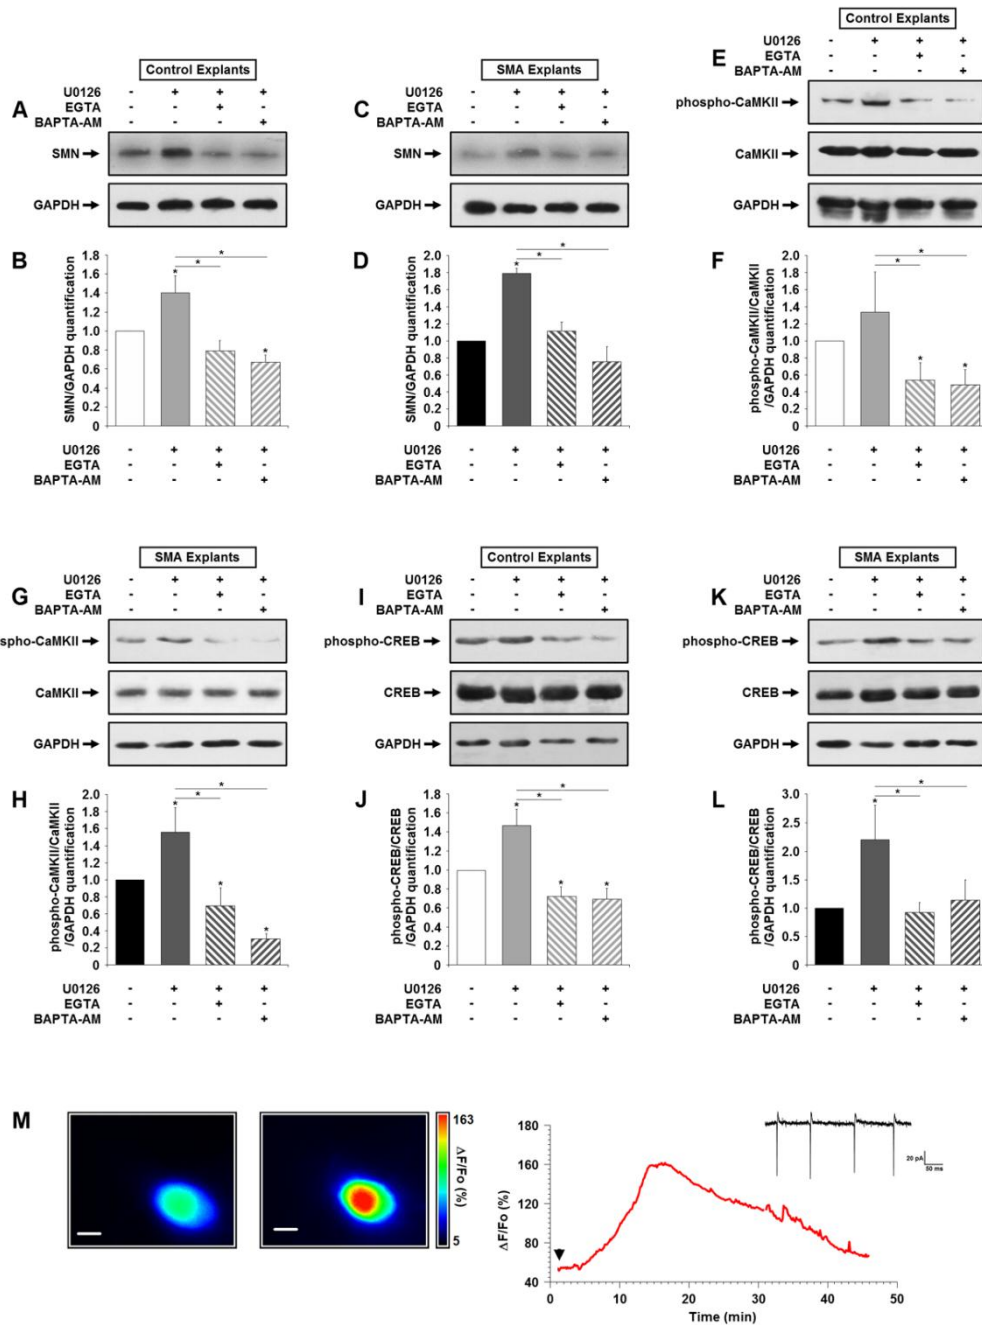 Control Explants
A
U0126 - + + +
EGTA - - + -
BAPTA-AM - - - +
SMN
GAPDH
B
SMN/GAPDH quantification
1.8
1.6
1.4
1.2
1.0
0.8
0.6
0.4
0.2
0
* * * *
U0126 - + + +
EGTA - - + -
BAPTA-AM - - - +
SMA Explants
C
U0126 - + + +
EGTA - - + -
BAPTA-AM - - - +
SMN
GAPDH
D
SMN/GAPDH quantification
2.0
1.8
1.6
1.4
1.2
1.0
0.8
0.6
0.4
0.2
0
* * *
U0126 - + + +
EGTA - - + -
BAPTA-AM - - - +
Control Explants
E
U0126 - + + +
EGTA - - + -
BAPTA-AM - - - +
phospho-CaMKII
CaMKII
GAPDH
F
phospho-CaMKII/CaMKII
/GAPDH quantification
2.0
1.8
1.6
1.4
1.2
1.0
0.8
0.6
0.4
0.2
0
* * * *
U0126 - + + +
EGTA - - + -
BAPTA-AM - - - +
SMA Explants
G
U0126 - + + +
EGTA - - + -
BAPTA-AM - - - +
spho-CaMKII
CaMKII
GAPDH
H
phospho-CaMKII/CaMKII
/GAPDH quantification
2.0
1.8
1.6
1.4
1.2
1.0
0.8
0.6
0.4
0.2
0
* * * * *
U0126 - + + +
EGTA - - + -
BAPTA-AM - - - +
Control Explants
I
U0126 - + + +
EGTA - - + -
BAPTA-AM - - - +
phospho-CREB
CREB
GAPDH
J
phospho-CREB/CREB
/GAPDH quantification
1.8
1.6
1.4
1.2
1.0
0.8
0.6
0.4
0.2
0
* * * * *
U0126 - + + +
EGTA - - + -
BAPTA-AM - - - +
SMA Explants
K
U0126 - + + +
EGTA - - + -
BAPTA-AM - - - +
phospho-CREB
CREB
GAPDH
L
phospho-CREB/CREB
/GAPDH quantification
3.0
2.5
2.0
1.5
1.0
0.5
0
* * *
U0126 - + + +
EGTA - - + -
BAPTA-AM - - - +
M
163
ΔF/Fo (%)
5
ΔF/Fo (%)
180
160
120
80
40
0 10 20 30 40 50
Time (min)
20 pA
50 ms